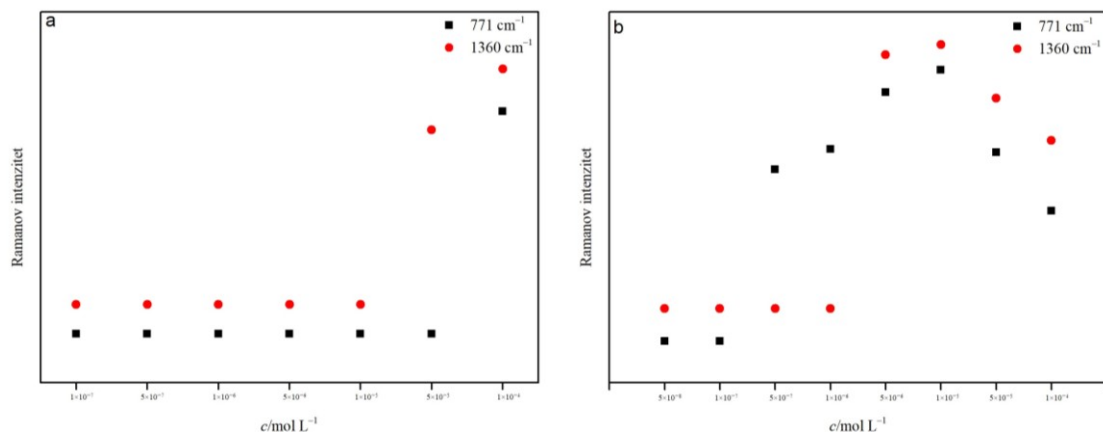 a
771 cm⁻¹
1360 cm⁻¹
Ramanov intenzitet
1×10⁻⁷ 5×10⁻⁷ 1×10⁻⁶ 5×10⁻⁶ 1×10⁻⁵ 5×10⁻⁵ 1×10⁻⁴
c/mol L⁻¹
b
771 cm⁻¹
1360 cm⁻¹
Ramanov intenzitet
5×10⁻⁸ 1×10⁻⁷ 5×10⁻⁷ 1×10⁻⁶ 5×10⁻⁶ 1×10⁻⁵ 5×10⁻⁵ 1×10⁻⁴
c/mol L⁻¹